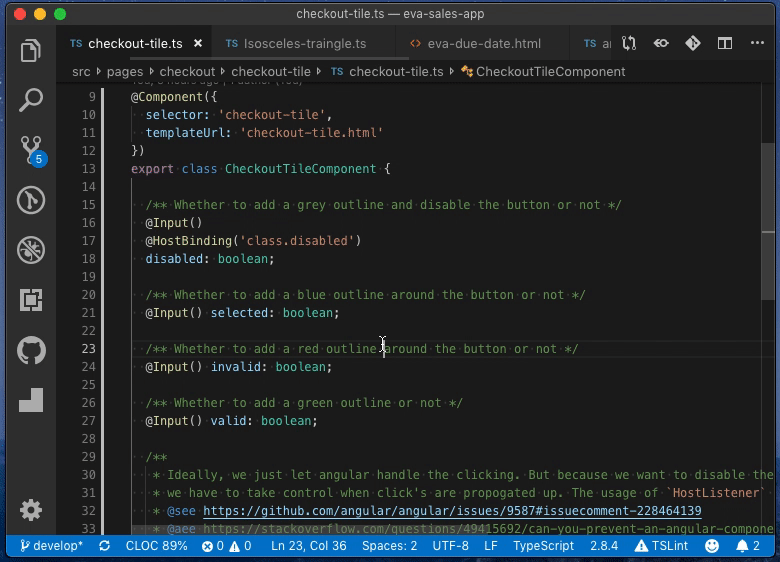 checkout-tile.ts — eva-sales-app
TS checkout-tile.ts × TS Isosceles-traingle.ts <> eva-due-date.html TS
src › pages › checkout › checkout-tile › TS checkout-tile.ts › CheckoutTileComponent
9 @Component({
10 selector: 'checkout-tile',
11 templateUrl: 'checkout-tile.html'
12 })
13 export class CheckoutTileComponent {
14
15 /** Whether to add a grey outline and disable the button or not */
16 @Input()
17 @HostBinding('class.disabled')
18 disabled: boolean;
19
20 /** Whether to add a blue outline around the button or not */
21 @Input() selected: boolean;
22
23 /** Whether to add a red outline around the button or not */
24 @Input() invalid: boolean;
25
26 /** Whether to add a green outline or not */
27 @Input() valid: boolean;
28
29 /**
30 * Ideally, we just let angular handle the clicking. But because we want to disable the
31 * we have to take control when click's are propogated up. The usage of `HostListener`
32 * @see https://github.com/angular/angular/issues/9587#issuecomment-228464139
33 * @aee https://stackoverflow.com/questions/49415692/can-you-prevent-an-angular-compone
5
develop* CLOC 89% 0 0 Ln 23, Col 36 Spaces: 2 UTF-8 LF TypeScript 2.8.4 TSLint 2